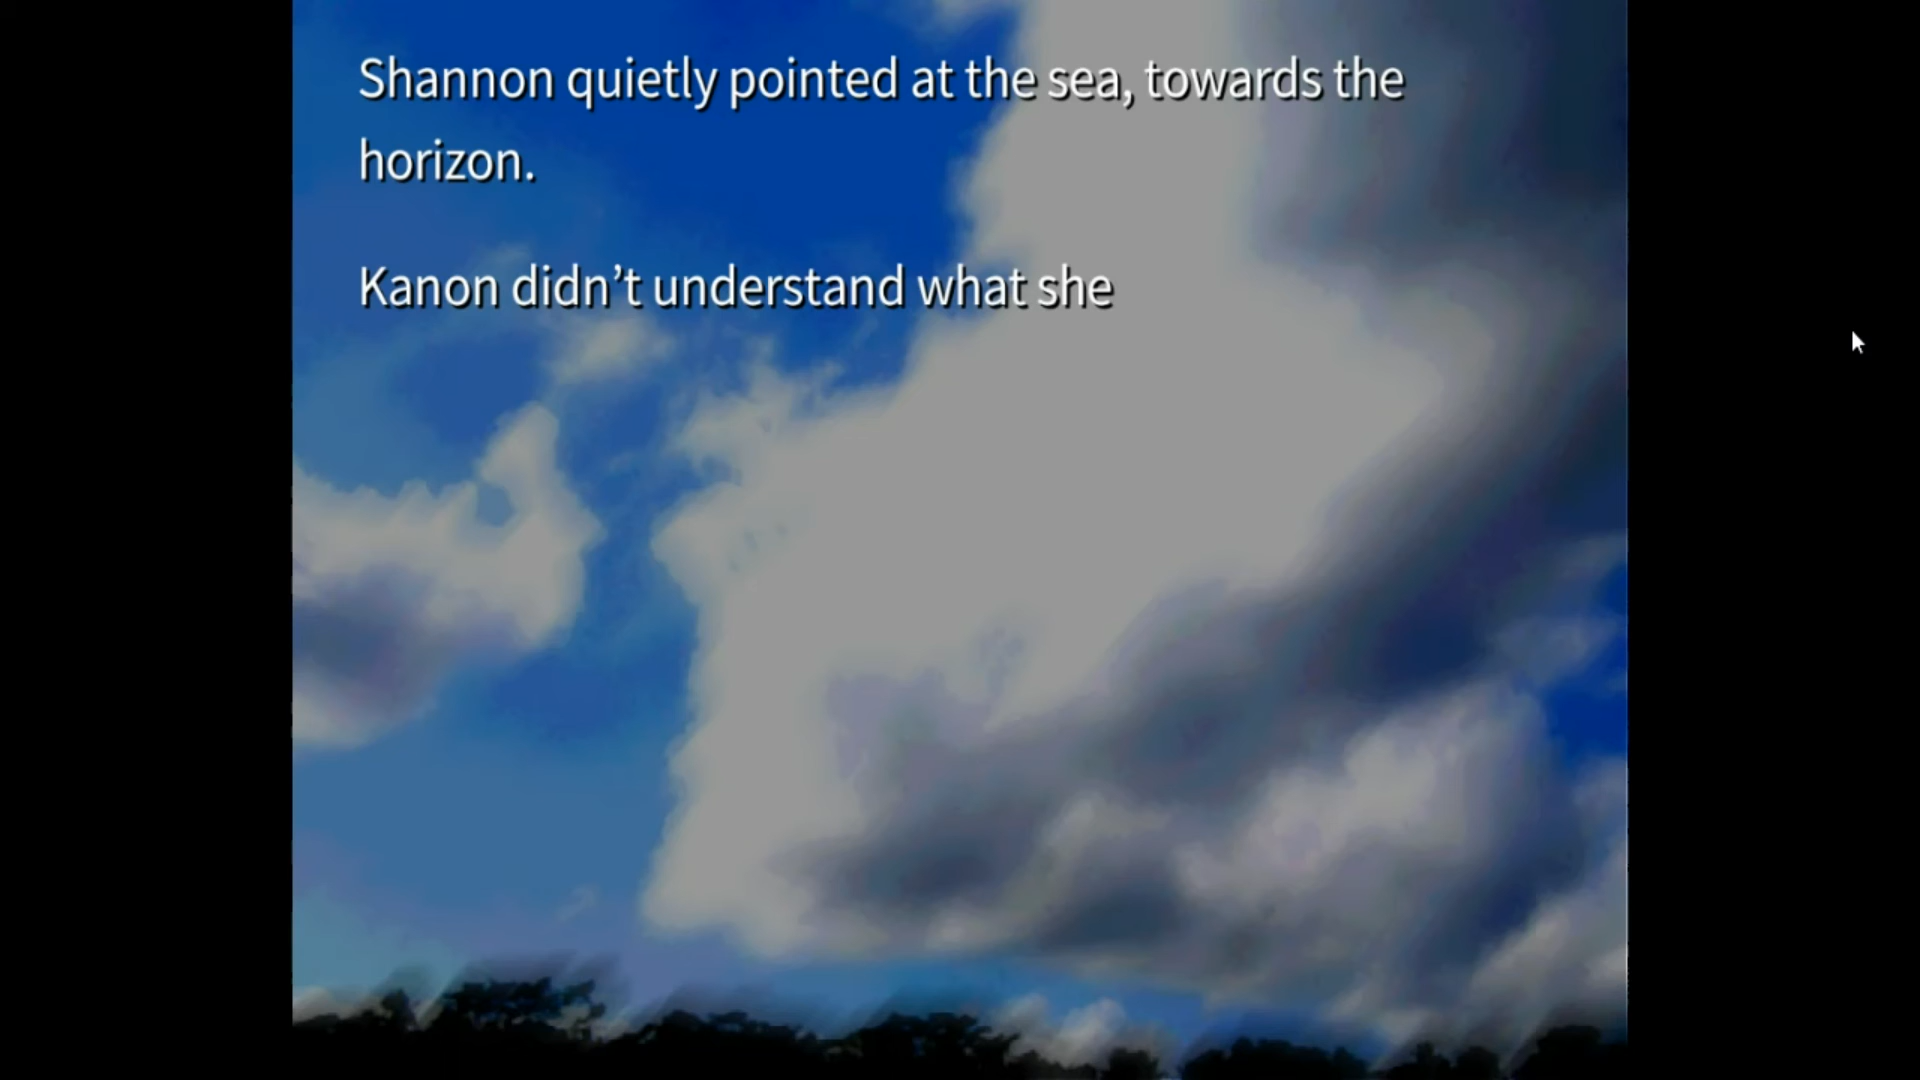 Shannon quietly pointed at the sea, towards the
horizon.
Kanon didn’t understand what she